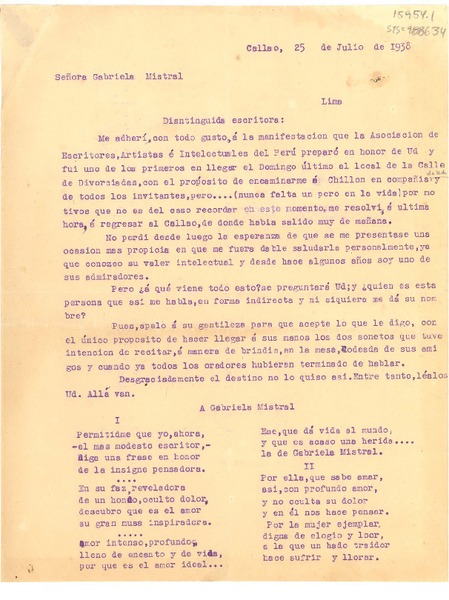 15954.1
Callao, 25 de Julio de 1938
Señora Gabriela Mistral
Lima
Disntinguida escritora:
Me adherí,con todo gusto,á la manifestacion que la Asociacion de
Escritores,Artistas é Intelectuales del Perú preparó en honor de Ud y
fui uno de los primeros en llegar el Domingo último al local de la Calle
de Divorciadas,con el propósito de encaminarme á Chillon en compañia
de Ud y
de todos los invitantes,pero....(nunca falta un pero en la vida)por mo
tivos que no es del caso recordar en este momento,me resolví,á última
hora,á regresar al Callao,de donde habia salido muy de mañana.
No perdi desde luego la esperanza de que se me presentase una
ocasion mas propicia en que me fuera dable saludarla personalmente,ya
que conozco su valer intelectual y desde hace algunos año soy uno de
sus admiradores.
Pero ¿á qué viene todo esto?se preguntará Ud;y ¿quien es esta
persona que asi me habla,en forma indirecta y ni siquiera me dá su nom-
bre?
Pues,apelo á su gentileza para que acepte lo que le digo, con
el único proposito de hacer llegar á sus manos los dos sonetos que tuve
intencion de recitar,á manera de brindis,en la mesa,rodeada de sus ami
gos y cuando ya todos los oradores hubieran terminado de hablar.
Desgraciadamente el destino no lo quiso asi.Entre tanto,léalos
Ud. Allá van.
A Gabriela Mistral
I
Permitidme que yo,ahora,
-el mas modesto escritor,-
diga una frase en honor
de la insigne pensadora.
....
En su faz,reveladora
de un hondo,oculto dolor,
descubro que es el amor
su gran musa inspiradora.
.....
Amor intenso,profundo,
lleno de encanto y de vida,
por que es el amor ideal...
Ese,que dá vida al mundo,
y que es acaso una herida....
la de Gabriela Mistral.
II
Por ella,que sabe amar,
asi,con profundo amor,
y no oculta su dolor
y en él nos hace pensar.
Por la mujer ejemplar,
digna de elogio y loor,
a la que un hado traidor
hace sufrir y llorar.